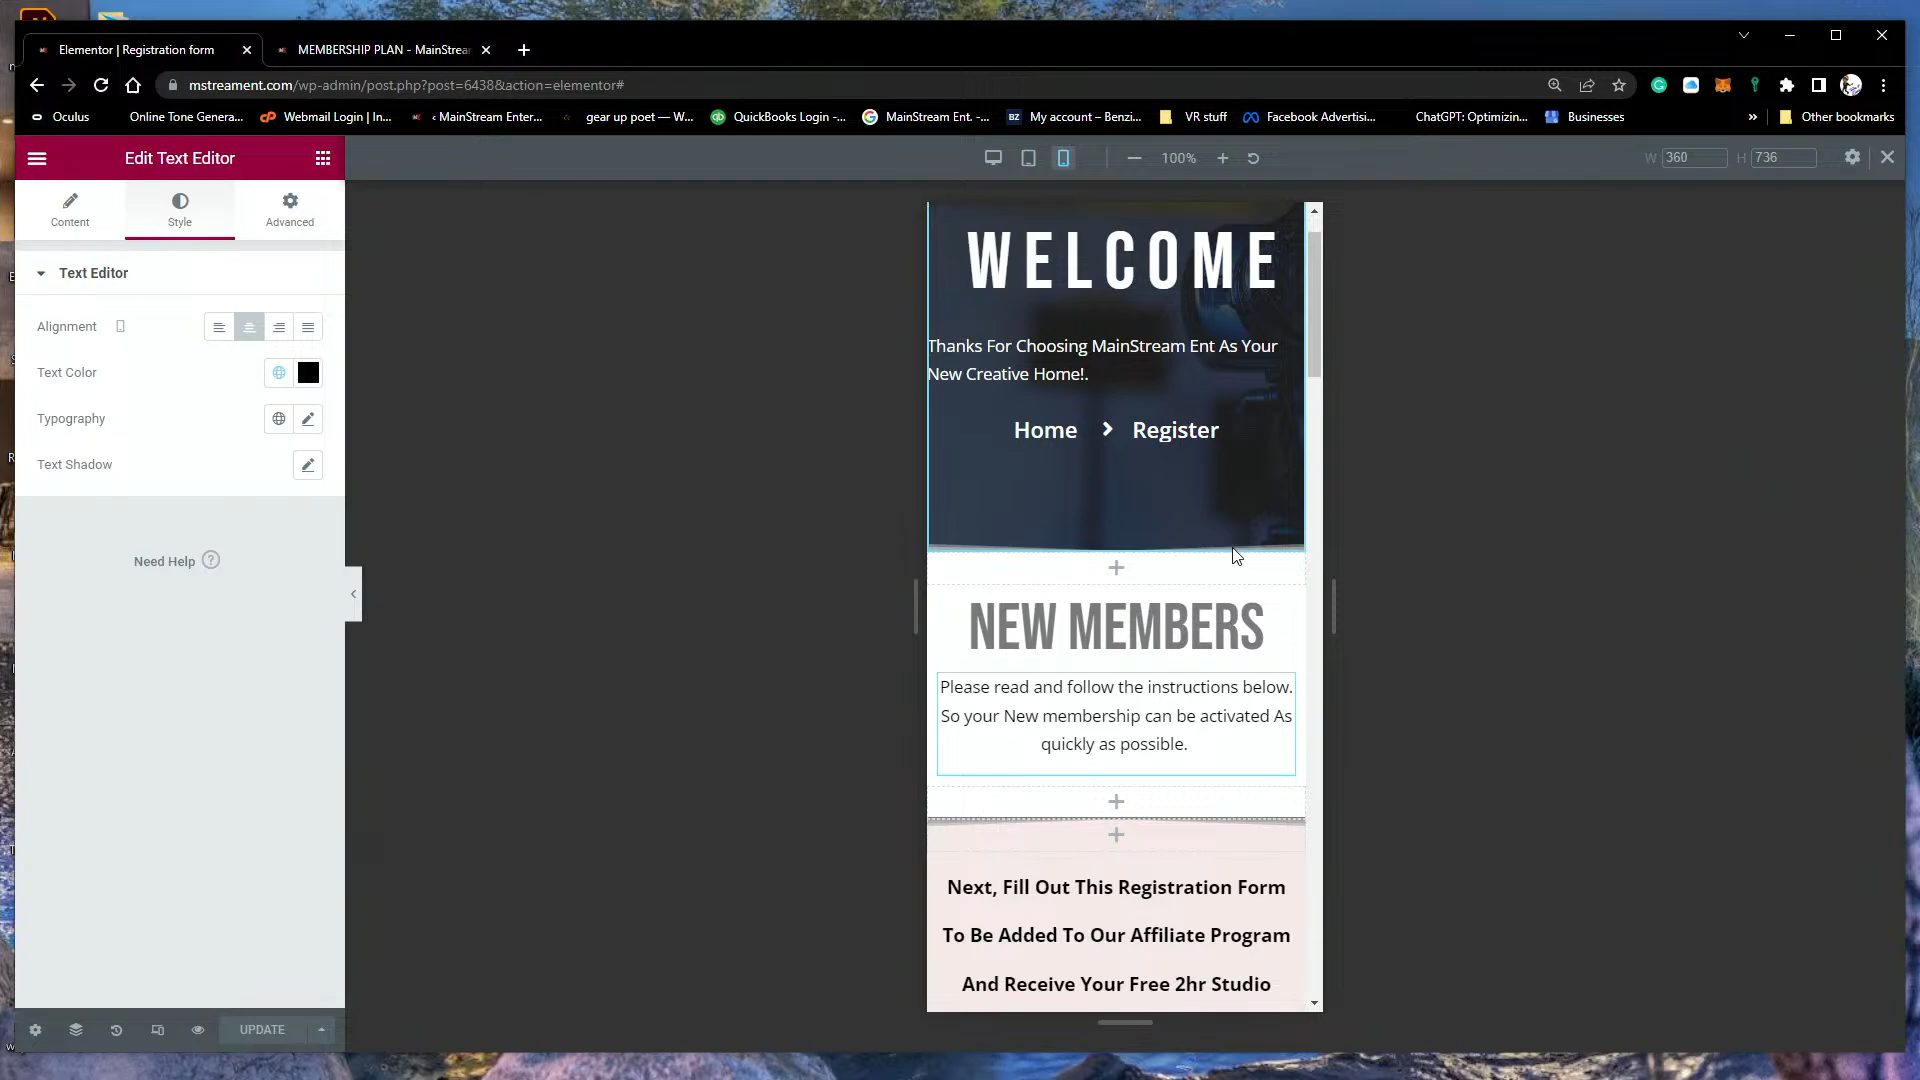 Elementor | Registration form
MEMBERSHIP PLAN - MainStrear
mstreament.com/wp-admin/post.php?post=6438&action=elementor#
Oculus
Online Tone Genera...
Webmail Login | In...
‹ MainStream Enter...
gear up poet — W...
QuickBooks Login -...
MainStream Ent. -...
BZ My account – Benzi...
VR stuff
Facebook Advertisi...
ChatGPT: Optimizin...
Businesses
»
Other bookmarks
Edit Text Editor
100%
W 360
H 736
Content
Style
Advanced
Text Editor
Alignment
Text Color
Typography
Text Shadow
Need Help ?
UPDATE
WELCOME
Thanks For Choosing MainStream Ent As Your
New Creative Home!.
Home
Register
NEW MEMBERS
Please read and follow the instructions below.
So your New membership can be activated As
quickly as possible.
Next, Fill Out This Registration Form
To Be Added To Our Affiliate Program
And Receive Your Free 2hr Studio